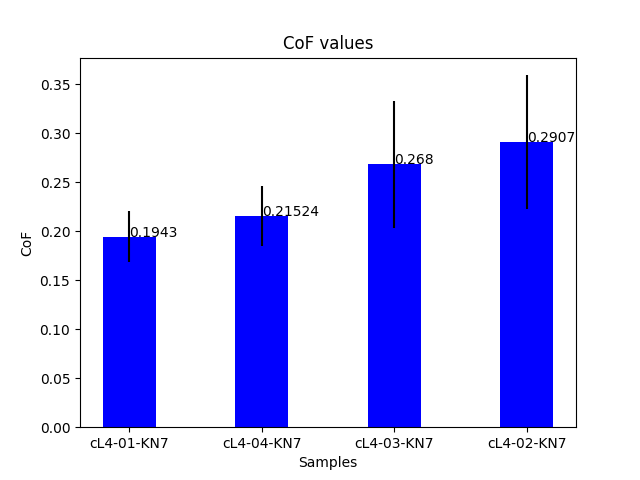 CoF values
0.35
0.30
0.25
0.20
0.15
0.10
0.05
0.00
CoF
0.1943
0.21524
0.268
0.2907
cL4-01-KN7
cL4-04-KN7
cL4-03-KN7
cL4-02-KN7
Samples